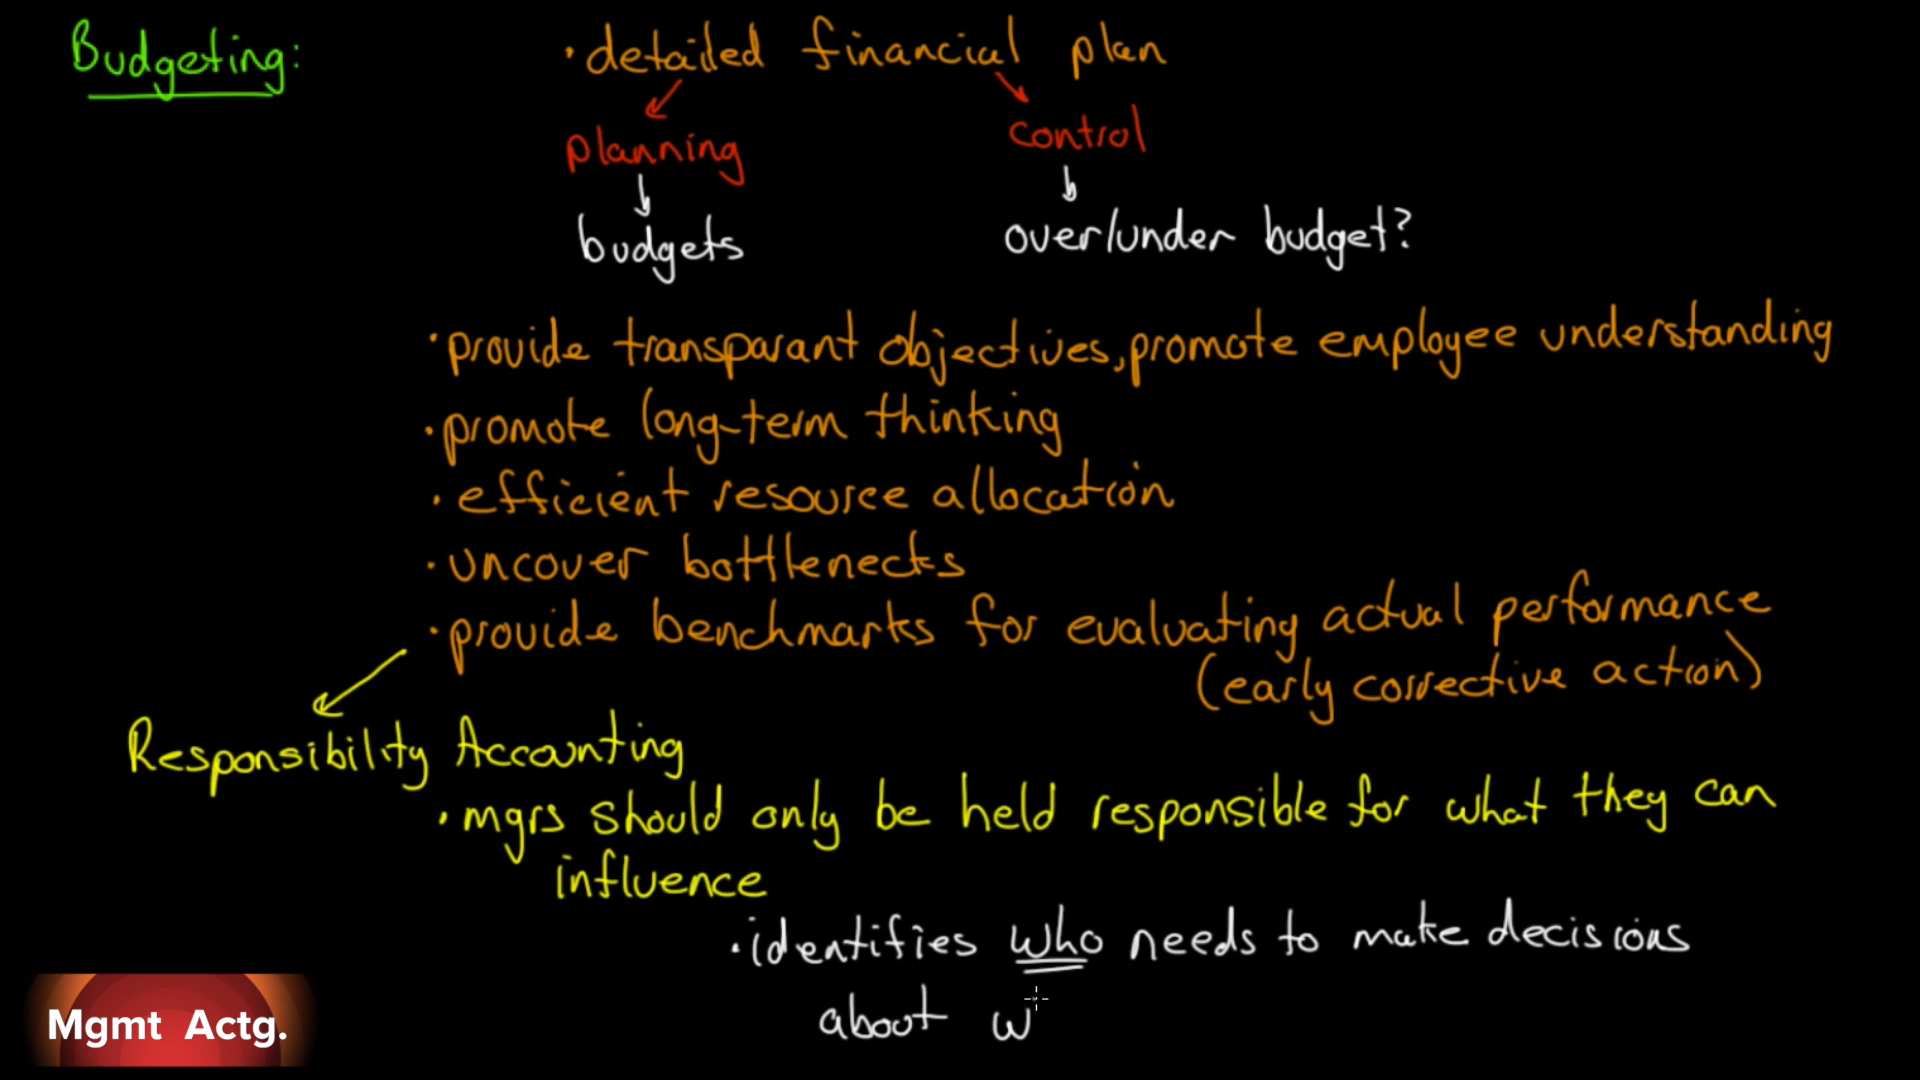 Budgeting:
· detailed financial plan
planning control
budgets over/under budget?
· provide transparant objectives, promote employee understanding
· promote long-term thinking
· efficient resource allocation
· uncover bottlenecks
· provide benchmarks for evaluating actual performance
(early corrective action)
Responsibility Accounting
· mgrs should only be held responsible for what they can
influence
· identifies who needs to make decisions
about w
Mgmt Actg.